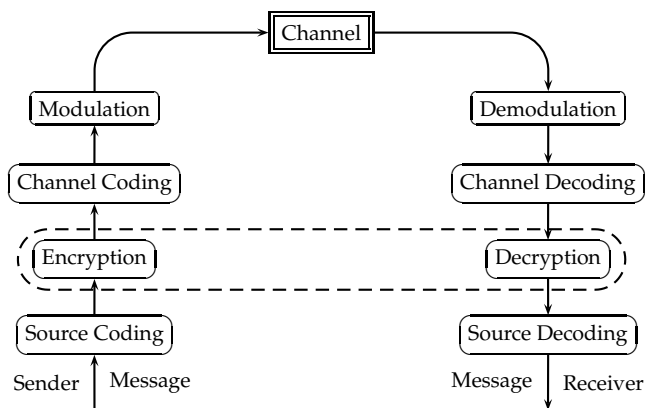 Channel
Modulation Demodulation
Channel Coding Channel Decoding
Encryption Decryption
Source Coding Source Decoding
Sender Message Message Receiver